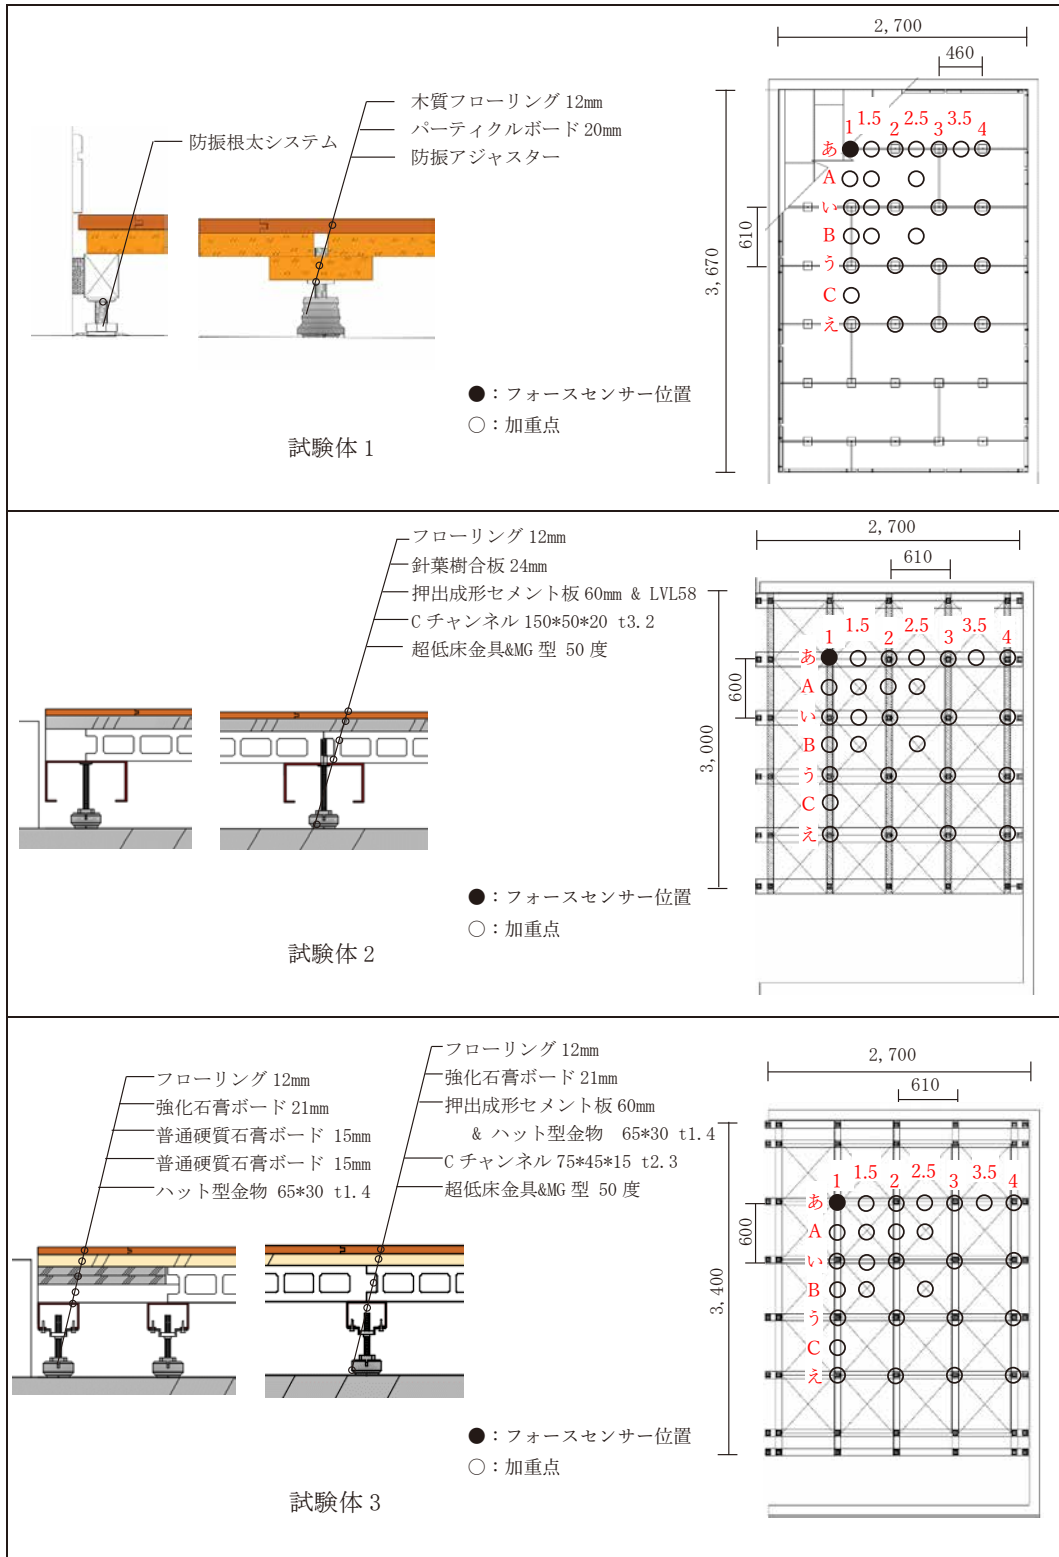 木質フローリング 12mm
パーティクルボード 20mm
防振アジャスター
防振根太システム
●：フォースセンサー位置
○：加重点
試験体 1
2,700
460
1 1.5 2 2.5 3 3.5 4
あ
A
い
B
う
C
え
610
3,670
フローリング 12mm
針葉樹合板 24mm
押出成形セメント板 60mm & LVL58
C チャンネル 150*50*20 t3.2
超低床金具&MG 型 50 度
●：フォースセンサー位置
○：加重点
試験体 2
2,700
610
1 1.5 2 2.5 3 3.5 4
あ
A
い
B
う
C
え
600
3,000
フローリング 12mm
強化石膏ボード 21mm
普通硬質石膏ボード 15mm
普通硬質石膏ボード 15mm
ハット型金物 65*30 t1.4
フローリング 12mm
強化石膏ボード 21mm
押出成形セメント板 60mm
& ハット型金物 65*30 t1.4
C チャンネル 75*45*15 t2.3
超低床金具&MG 型 50 度
●：フォースセンサー位置
○：加重点
試験体 3
2,700
610
1 1.5 2 2.5 3 3.5 4
あ
A
い
B
う
C
え
600
3,400